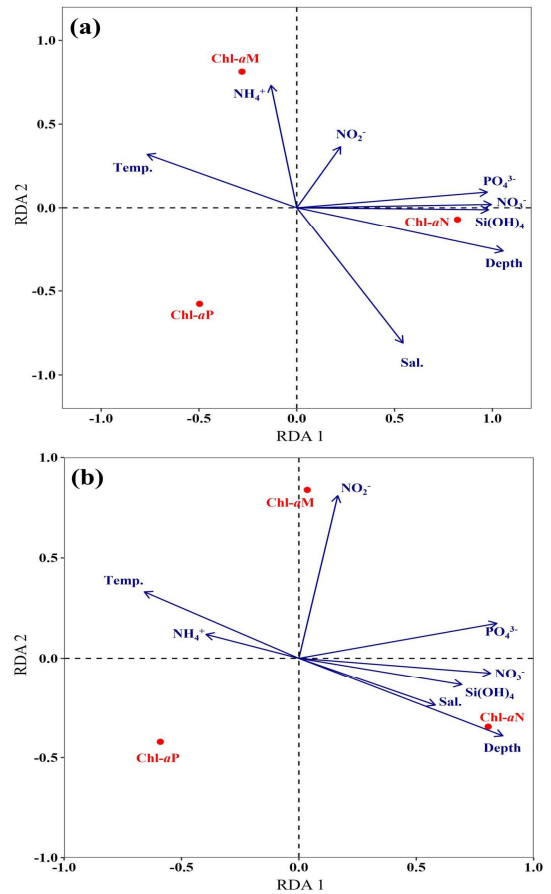 (a)
1.0
0.5
0.0
-0.5
-1.0
RDA 2
Chl-aM
NH₄⁺
NO₂⁻
Temp.
PO₄³⁻
NO₃⁻
Chl-aN
Si(OH)₄
Depth
Chl-aP
Sal.
-1.0 -0.5 0.0 0.5 1.0
RDA 1
(b)
1.0
0.5
0.0
-0.5
-1.0
RDA 2
Chl-aM
NO₂⁻
Temp.
NH₄⁺
PO₄³⁻
NO₃⁻
Si(OH)₄
Sal.
Chl-aN
Depth
Chl-aP
-1.0 -0.5 0.0 0.5 1.0
RDA 1